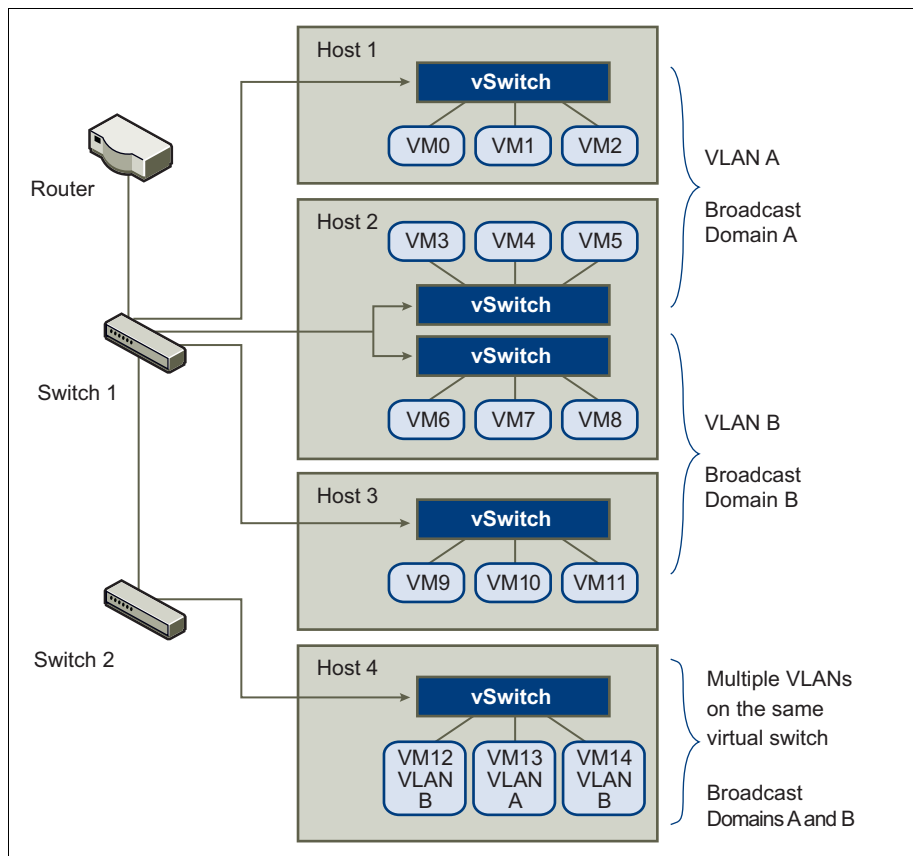 Host 1
vSwitch
VM0
VM1
VM2
Router
VLAN A
Broadcast
Domain A
Host 2
VM3
VM4
VM5
vSwitch
vSwitch
VM6
VM7
VM8
Switch 1
VLAN B
Broadcast
Domain B
Host 3
vSwitch
VM9
VM10
VM11
Switch 2
Host 4
vSwitch
VM12
VLAN
B
VM13
VLAN
A
VM14
VLAN
B
Multiple VLANs
on the same
virtual switch
Broadcast
Domains A and B